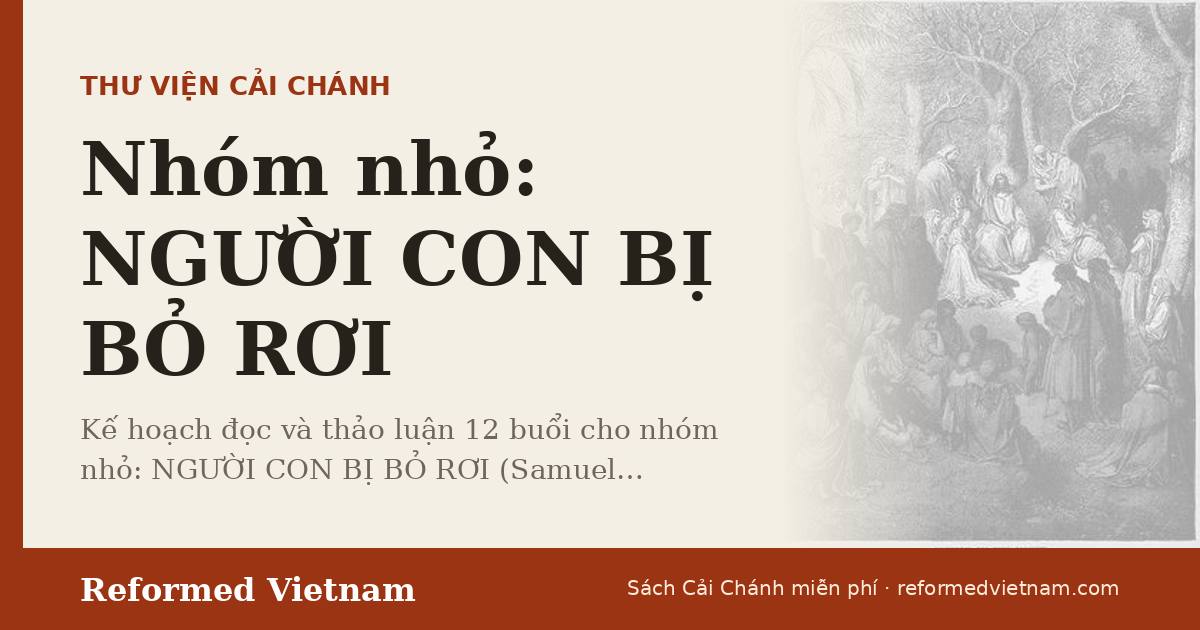 THƯ VIỆN CẢI CHÁNH
Nhóm nhỏ:
NGƯỜI CON BỊ
BỎ RƠI
Kế hoạch đọc và thảo luận 12 buổi cho nhóm
nhỏ: NGƯỜI CON BỊ BỎ RƠI (Samuel...
Reformed Vietnam
Sách Cải Chánh miễn phí · reformedvietnam.com